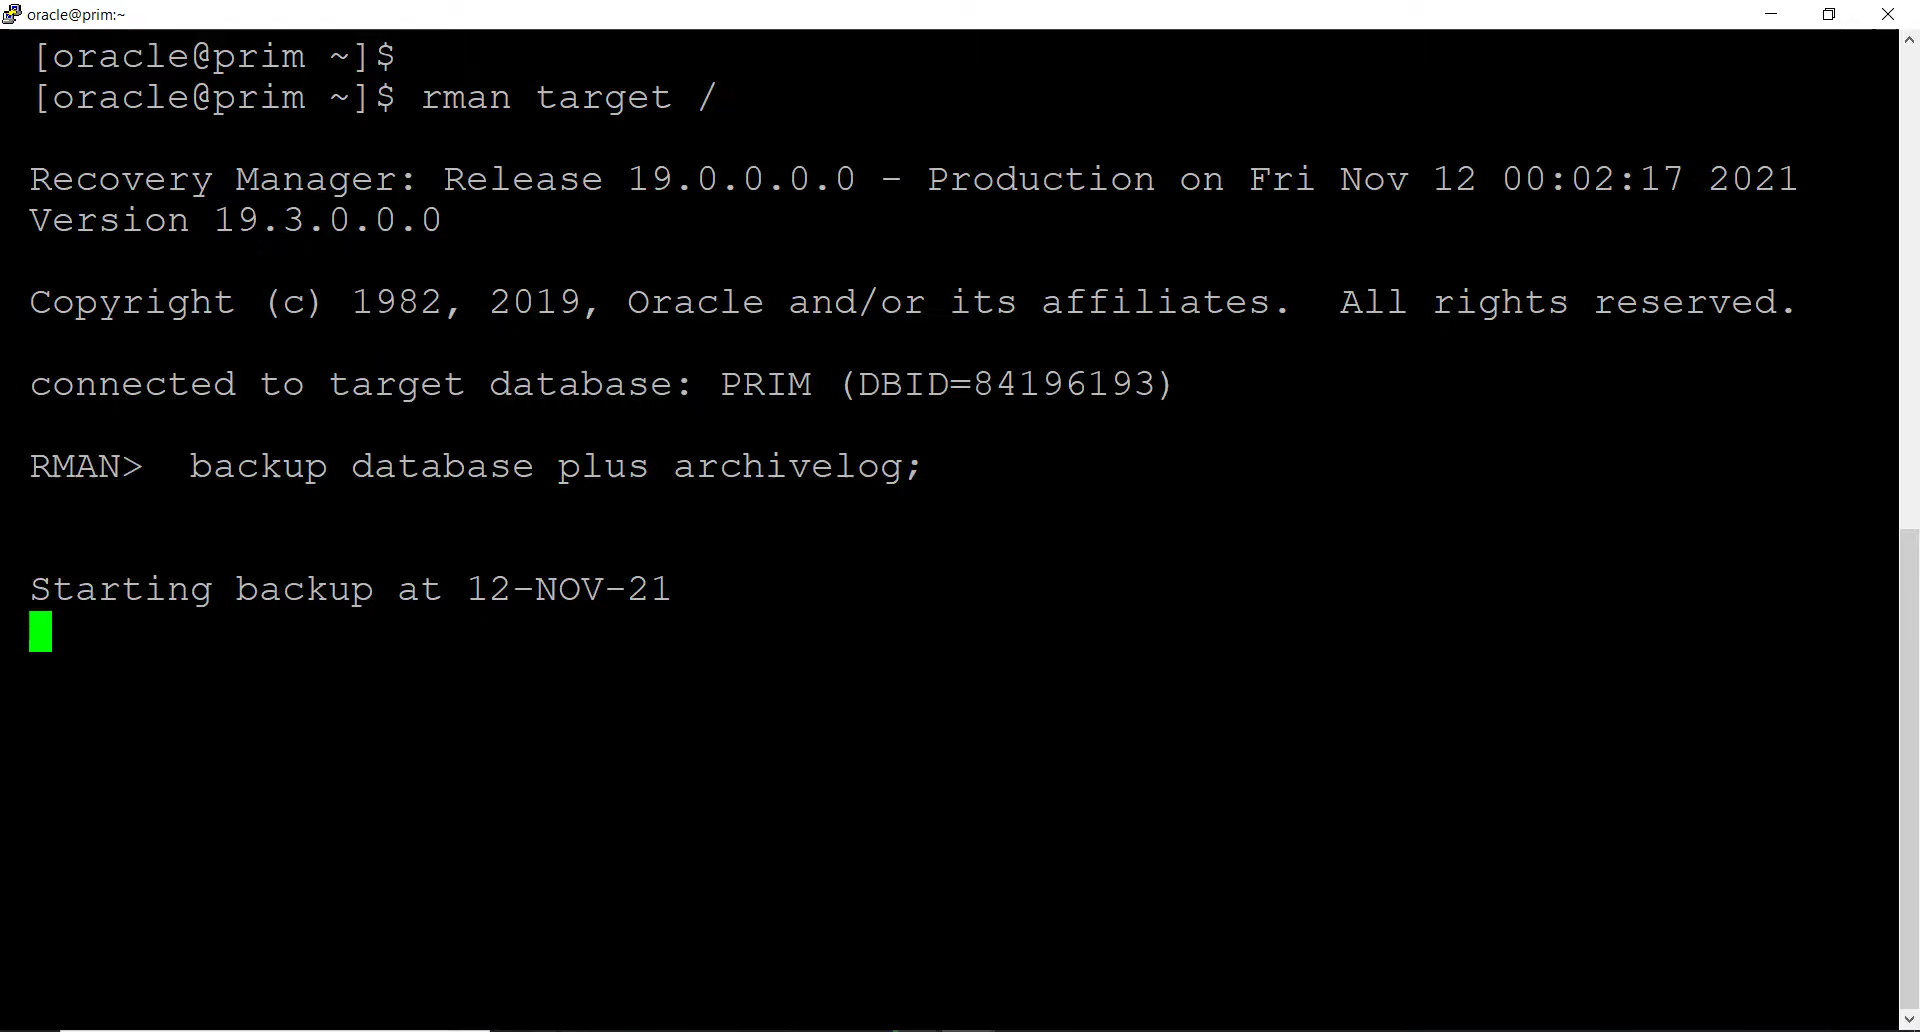 oracle@prim:~
[oracle@prim ~]$
[oracle@prim ~]$ rman target /
Recovery Manager: Release 19.0.0.0.0 - Production on Fri Nov 12 00:02:17 2021
Version 19.3.0.0.0
Copyright (c) 1982, 2019, Oracle and/or its affiliates.  All rights reserved.
connected to target database: PRIM (DBID=84196193)
RMAN>  backup database plus archivelog;
Starting backup at 12-NOV-21